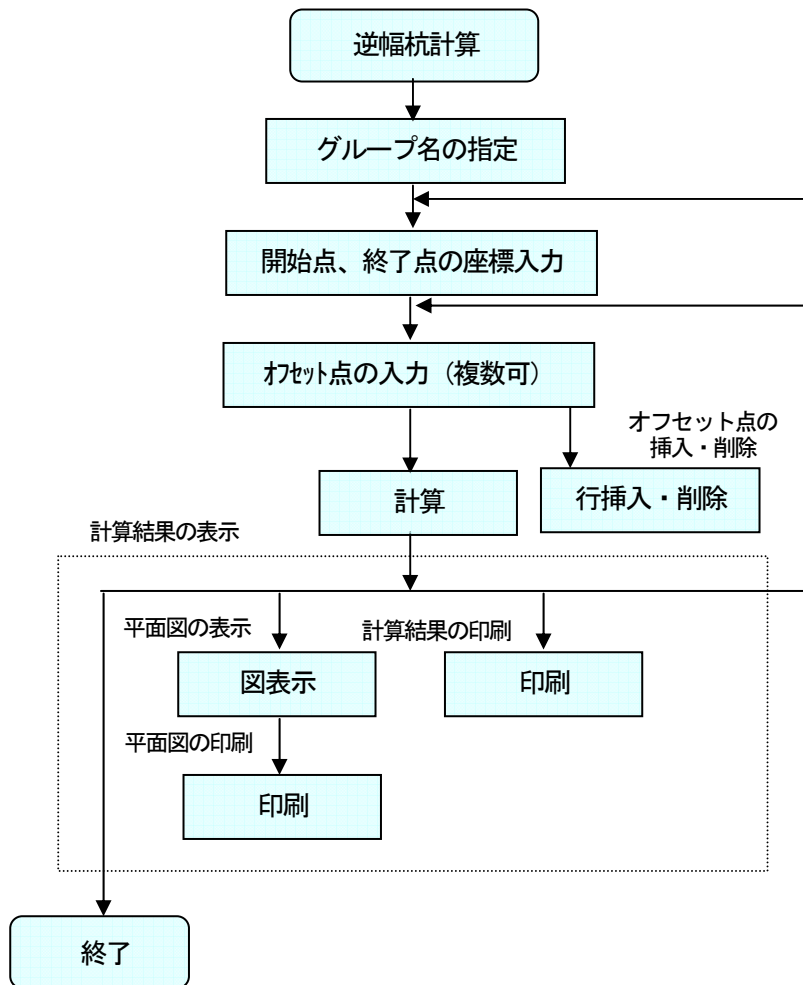 逆幅杭計算
グループ名の指定
開始点、終了点の座標入力
ｵﾌｾｯﾄ点の入力（複数可）
オフセット点の
挿入・削除
計算
行挿入・削除
計算結果の表示
平面図の表示
計算結果の印刷
図表示
印刷
平面図の印刷
印刷
終了